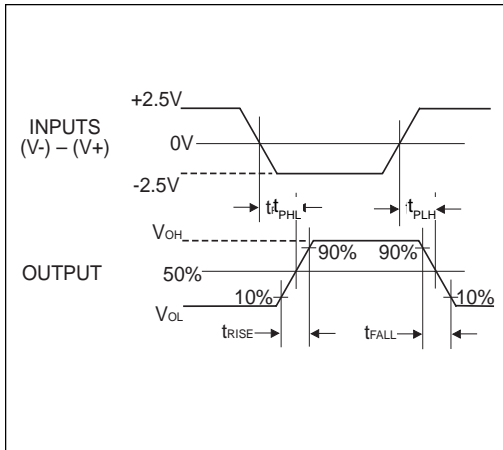 +2.5V
INPUTS
(V-) – (V+)
0V
-2.5V
tPHL
tPLH
VOH
90%
90%
OUTPUT
50%
10%
10%
VOL
tRISE
tFALL